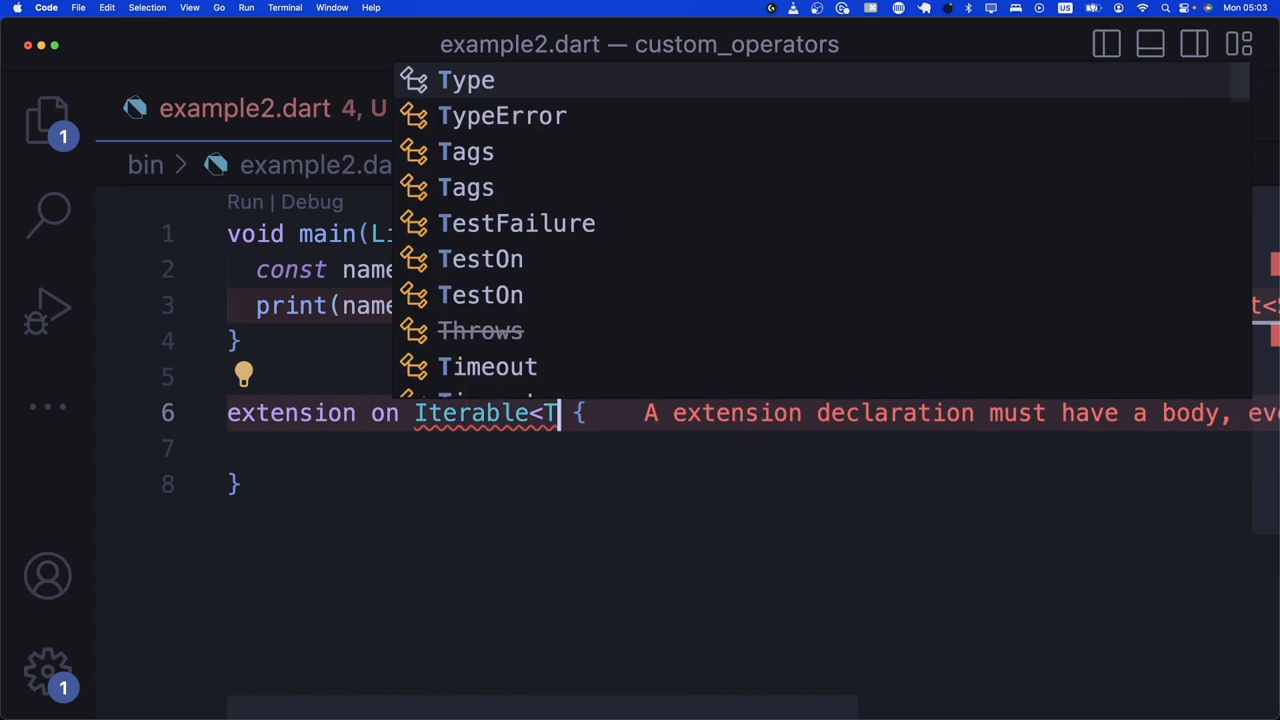 Code File Edit Selection View Go Run Terminal Window Help US Mon 05:03
example2.dart — custom_operators
example2.dart 4, U
bin > example2.da
Run | Debug
1 void main(Li
2 const name
3 print(name t<S
4 }
5
6 extension on Iterable<T { A extension declaration must have a body, eve
7
8 }
Type
TypeError
Tags
Tags
TestFailure
TestOn
TestOn
Throws
Timeout
1
1